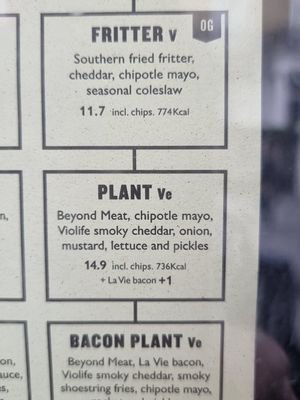 FRITTER V
OG
Southern fried fritter,
cheddar, chipotle mayo,
seasonal coleslaw
11.7 incl. chips. 774Kcal
PLANT Ve
Beyond Meat, chipotle mayo,
Violife smoky cheddar, onion,
mustard, lettuce and pickles
14.9 incl. chips. 736Kcal
+ La Vie bacon +1
BACON PLANT Ve
Beyond Meat, La Vie bacon,
Violife cheddar, smoky
shoestring fries, chipotle mayo,